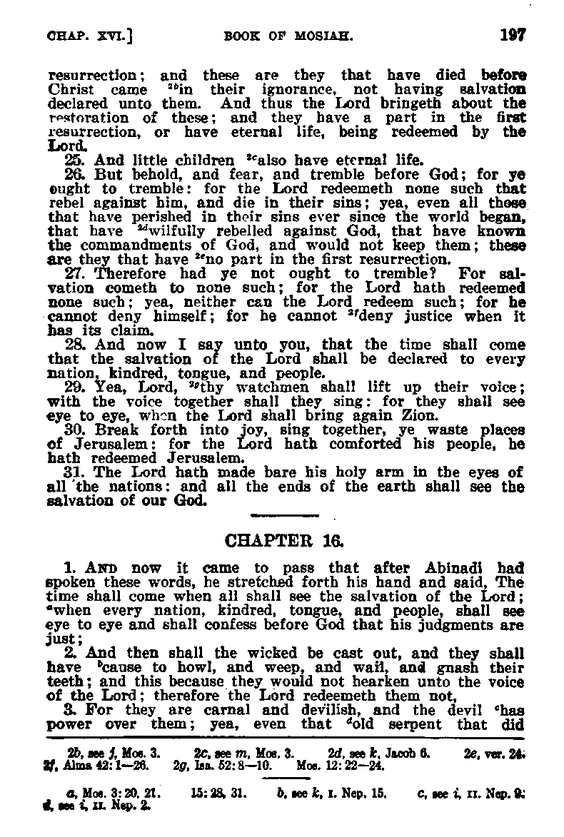 CHAP. XVI.] BOOK OF MOSIAH. 197
resurrection; and these are they that have died before
Christ came 2bin their ignorance, not having salvation
declared unto them. And thus the Lord bringeth about the
restoration of these; and they have a part in the first
resurrection, or have eternal life, being redeemed by the
Lord.
25. And little children 2calso have eternal life.
26. But behold, and fear, and tremble before God; for ye
ought to tremble: for the Lord redeemeth none such that
rebel against him, and die in their sins; yea, even all those
that have perished in their sins ever since the world began,
that have 2dwilfully rebelled against God, that have known
the commandments of God, and would not keep them; these
are they that have 2eno part in the first resurrection.
27. Therefore had ye not ought to tremble? For sal-
vation cometh to none such; for the Lord hath redeemed
none such; yea, neither can the Lord redeem such; for he
cannot deny himself; for he cannot 2fdeny justice when it
has its claim.
28. And now I say unto you, that the time shall come
that the salvation of the Lord shall be declared to every
nation, kindred, tongue, and people.
29. Yea, Lord, 2gthy watchmen shall lift up their voice;
with the voice together shall they sing: for they shall see
eye to eye, when the Lord shall bring again Zion.
30. Break forth into joy, sing together, ye waste places
of Jerusalem: for the Lord hath comforted his people, he
hath redeemed Jerusalem.
31. The Lord hath made bare his holy arm in the eyes of
all the nations: and all the ends of the earth shall see the
salvation of our God.
CHAPTER 16.
1. AND now it came to pass that after Abinadi had
spoken these words, he stretched forth his hand and said, The
time shall come when all shall see the salvation of the Lord;
awhen every nation, kindred, tongue, and people, shall see
eye to eye and shall confess before God that his judgments are
just;
2. And then shall the wicked be cast out, and they shall
have bcause to howl, and weep, and wail, and gnash their
teeth; and this because they would not hearken unto the voice
of the Lord; therefore the Lord redeemeth them not,
3. For they are carnal and devilish, and the devil chas
power over them; yea, even that dold serpent that did
2b, see j, Mos. 3. 2c, see m, Mos. 3. 2d, see k, Jacob 6. 2e, ver. 24.
2f, Alma 42:1—26. 2g, Isa. 52:8—10. Mos. 12:22—24.
a, Mos. 3:20, 21. 15:28, 31. b, see k, I. Nep. 15. c, see i, II. Nep. 9.
d, see i, II. Nep. 2.